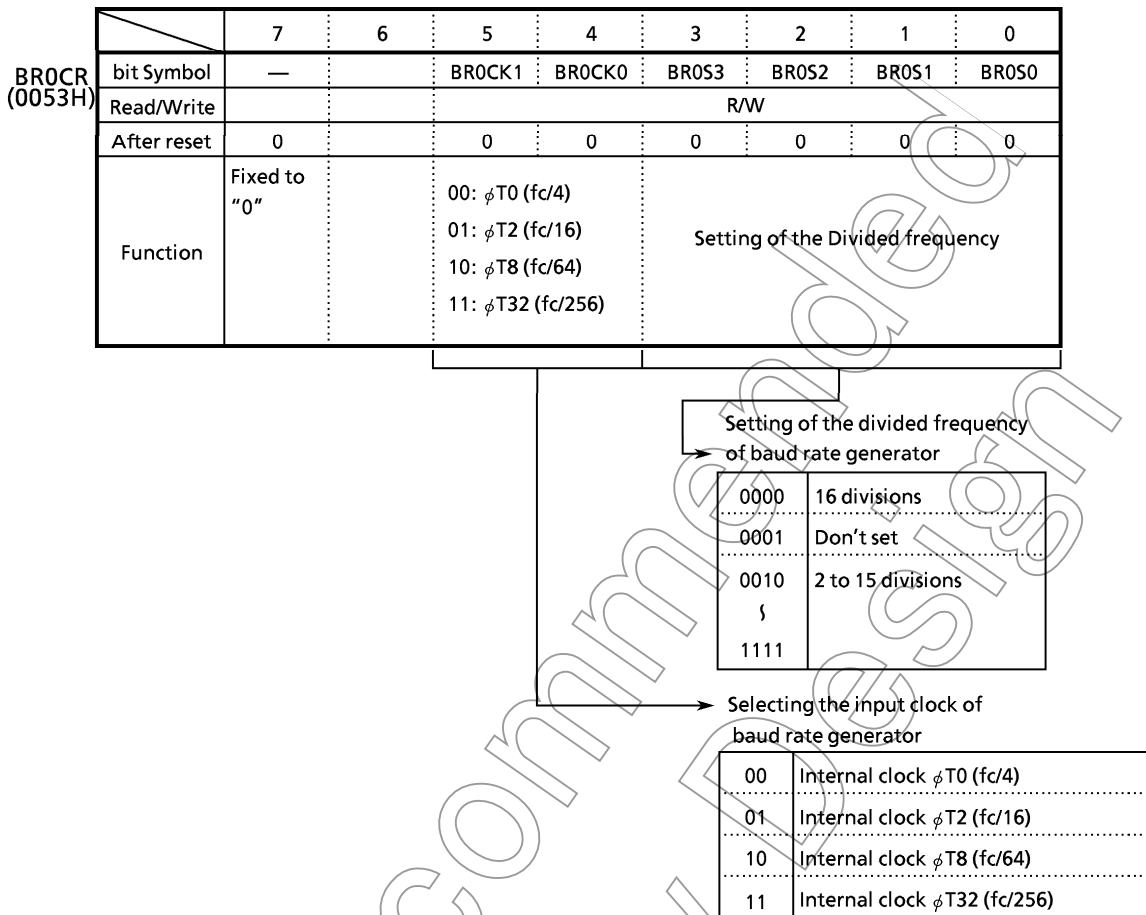 7 6 5 4 3 2 1 0
BR0CR
(0053H)
bit Symbol — BR0CK1 BR0CK0 BR0S3 BR0S2 BR0S1 BR0S0
Read/Write R/W
After reset 0 0 0 0 0 0 0
Function
Fixed to
"0"
00: ϕT0 (fc/4)
01: ϕT2 (fc/16)
10: ϕT8 (fc/64)
11: ϕT32 (fc/256)
Setting of the Divided frequency
Setting of the divided frequency
of baud rate generator
0000 16 divisions
0001 Don't set
0010 2 to 15 divisions
∫
1111
Selecting the input clock of
baud rate generator
00 Internal clock ϕT0 (fc/4)
01 Internal clock ϕT2 (fc/16)
10 Internal clock ϕT8 (fc/64)
11 Internal clock ϕT32 (fc/256)
commended
Design